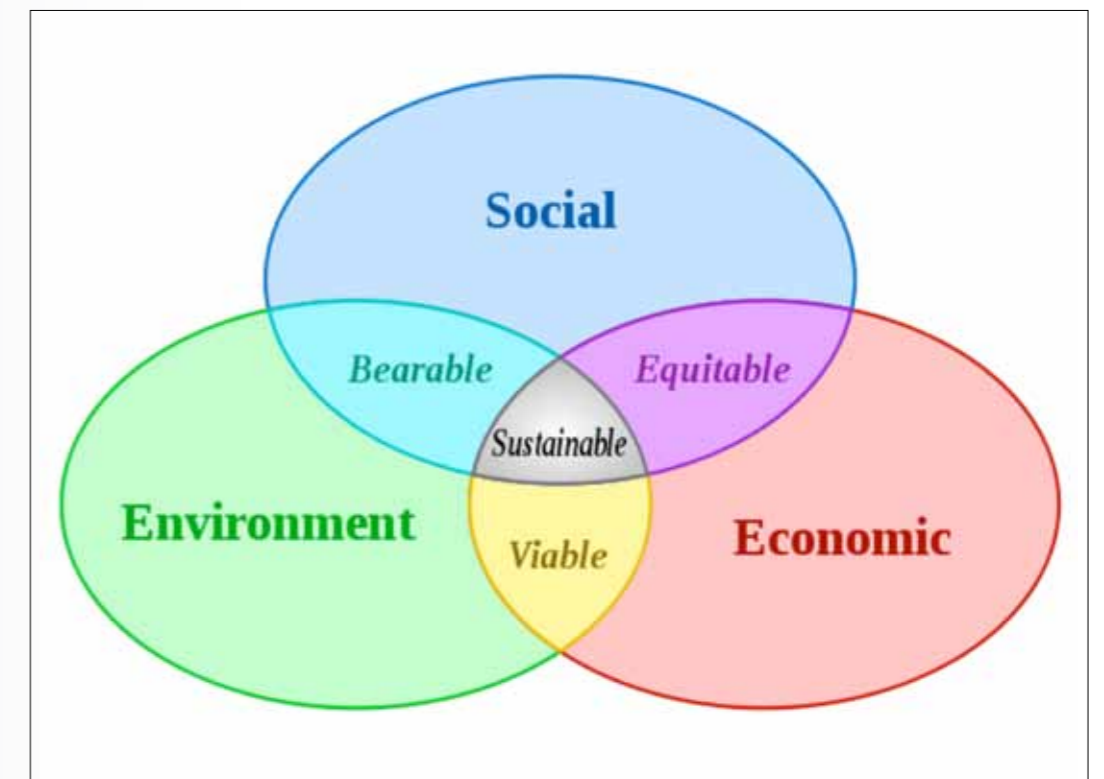 Social
Bearable
Equitable
Sustainable
Environment
Economic
Viable